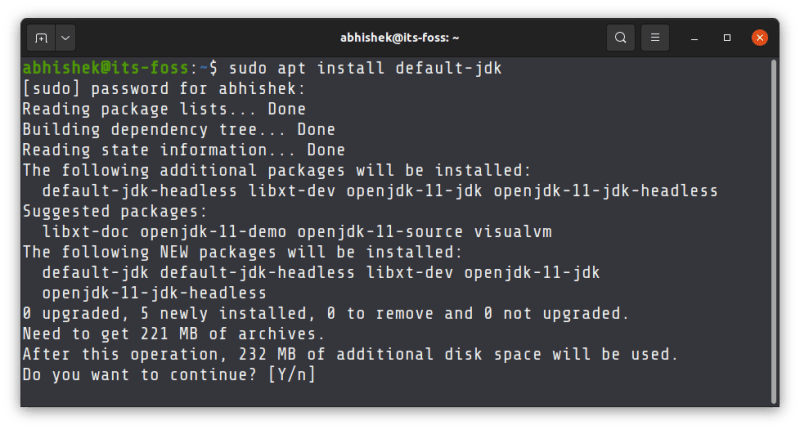 abhishek@its-foss: ~
abhishek@its-foss:~$ sudo apt install default-jdk
[sudo] password for abhishek:
Reading package lists... Done
Building dependency tree... Done
Reading state information... Done
The following additional packages will be installed:
  default-jdk-headless libxt-dev openjdk-11-jdk openjdk-11-jdk-headless
Suggested packages:
  libxt-doc openjdk-11-demo openjdk-11-source visualvm
The following NEW packages will be installed:
  default-jdk default-jdk-headless libxt-dev openjdk-11-jdk
  openjdk-11-jdk-headless
0 upgraded, 5 newly installed, 0 to remove and 0 not upgraded.
Need to get 221 MB of archives.
After this operation, 232 MB of additional disk space will be used.
Do you want to continue? [Y/n]